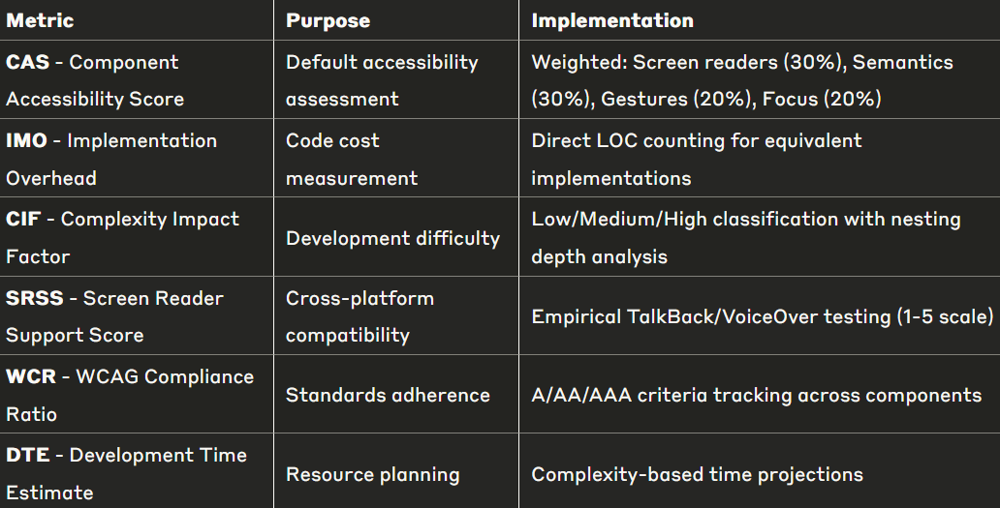 Metric Purpose Implementation
CAS - Component Accessibility Score
Default accessibility assessment
Weighted: Screen readers (30%), Semantics (30%), Gestures (20%), Focus (20%)
IMO - Implementation Overhead
Code cost measurement
Direct LOC counting for equivalent implementations
CIF - Complexity Impact Factor
Development difficulty
Low/Medium/High classification with nesting depth analysis
SRSS - Screen Reader Support Score
Cross-platform compatibility
Empirical TalkBack/VoiceOver testing (1-5 scale)
WCR - WCAG Compliance Ratio
Standards adherence
A/AA/AAA criteria tracking across components
DTE - Development Time Estimate
Resource planning
Complexity-based time projections